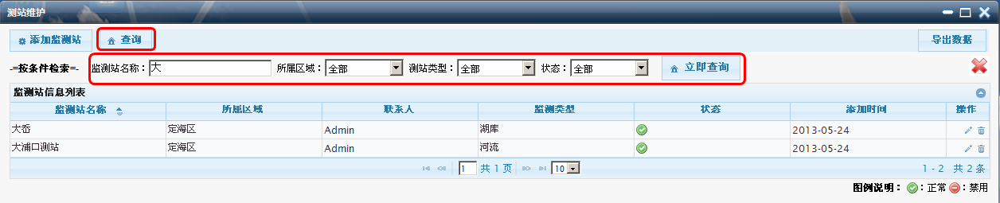 测站维护
添加监测站 查询 导出数据
-=按条件检索=- 监测站名称：大 所属区域：全部 测站类型：全部 状态：全部 立即查询
监测站信息列表
监测站名称 所属区域 联系人 监测类型 状态 添加时间 操作
大岙 定海区 Admin 湖库 2013-05-24
大浦口测站 定海区 Admin 河流 2013-05-24
1 共 1 页 10 1 - 2 共 2 条
图例说明： ：正常 ：禁用